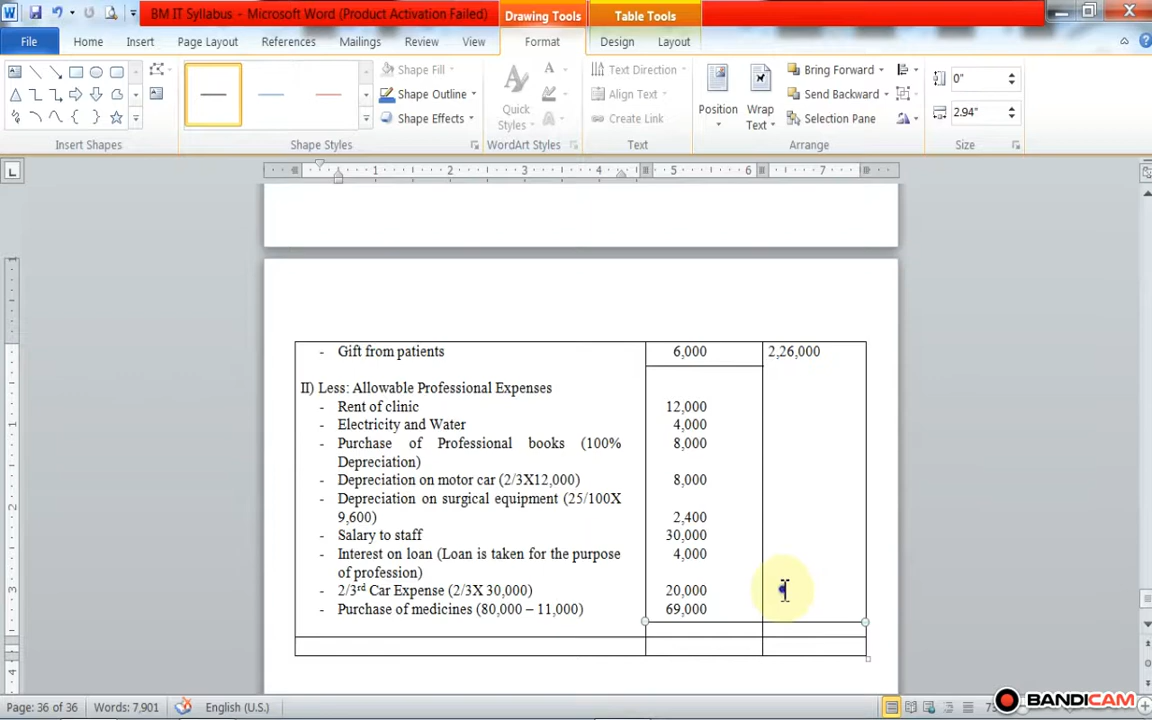 BM IT Syllabus - Microsoft Word (Product Activation Failed)
Drawing Tools
Table Tools
File Home Insert Page Layout References Mailings Review View Format Design Layout
Shape Fill
Shape Outline
Shape Effects
Quick Styles
Text Direction
Align Text
Create Link
Position
Wrap Text
Bring Forward
Send Backward
Selection Pane
0"
2.94"
Insert Shapes Shape Styles WordArt Styles Text Arrange Size
1 2 3 4 5 6 7
- Gift from patients 6,000 2,26,000
II) Less: Allowable Professional Expenses
- Rent of clinic 12,000
- Electricity and Water 4,000
- Purchase of Professional books (100% 8,000
Depreciation)
- Depreciation on motor car (2/3X12,000) 8,000
- Depreciation on surgical equipment (25/100X
9,600) 2,400
- Salary to staff 30,000
- Interest on loan (Loan is taken for the purpose 4,000
of profession)
- 2/3rd Car Expense (2/3X 30,000) 20,000
- Purchase of medicines (80,000 – 11,000) 69,000
Page: 36 of 36 Words: 7,901 English (U.S.)
BANDICAM